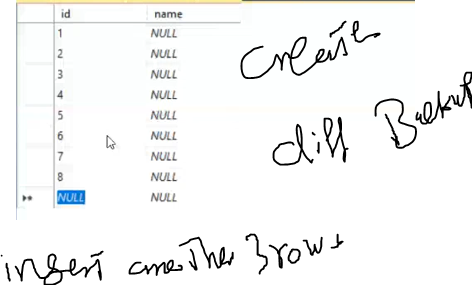 id name
1 NULL
2 NULL
3 NULL
4 NULL
5 NULL
6 NULL
7 NULL
8 NULL
NULL NULL
create
diff Backup
insert another 3 rows